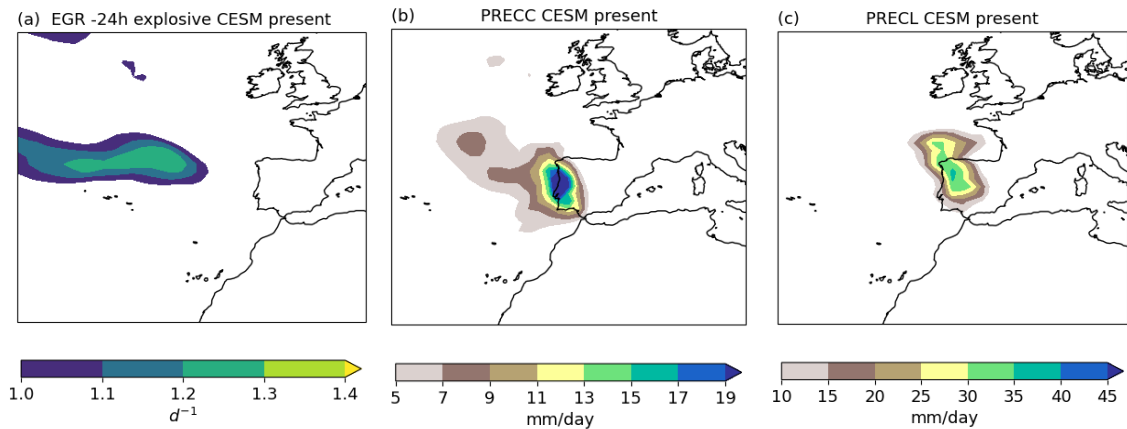 (a) EGR -24h explosive CESM present
(b) PRECC CESM present
(c) PRECL CESM present
1.0 1.1 1.2 1.3 1.4
d⁻¹
5 7 9 11 13 15 17 19
mm/day
10 15 20 25 30 35 40 45
mm/day